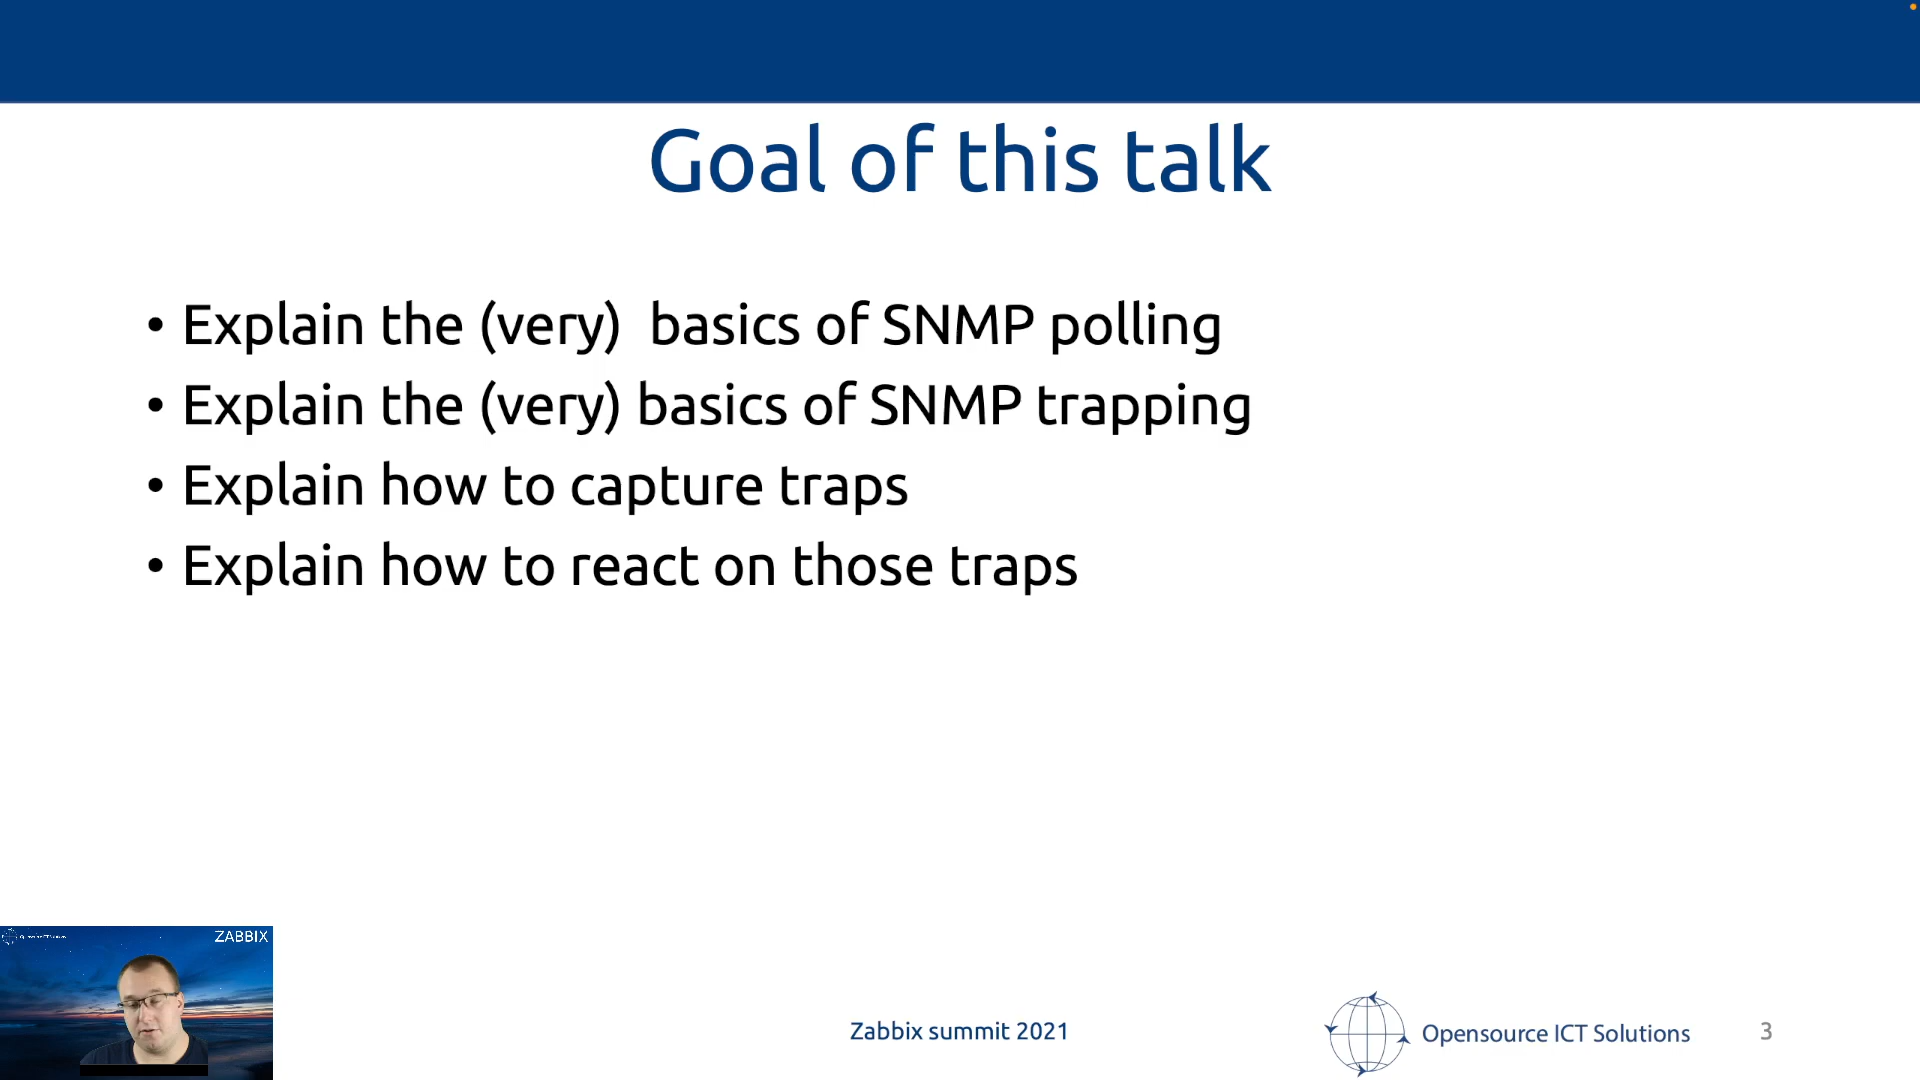 Goal of this talk
• Explain the (very)  basics of SNMP polling
• Explain the (very) basics of SNMP trapping
• Explain how to capture traps
• Explain how to react on those traps
ZABBIX
Zabbix summit 2021
Opensource ICT Solutions
3